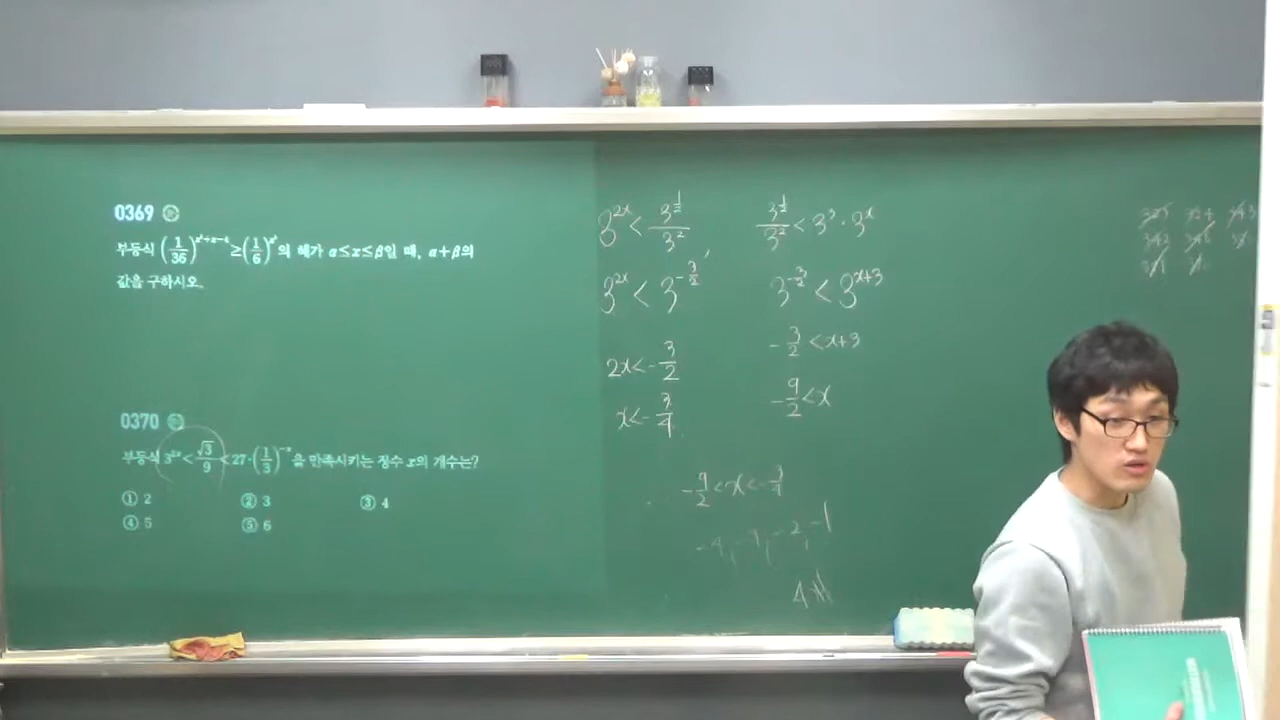 0369
부등식 (1/36)^(x²+x-4) ≥ (1/6)^(x²)의 해가 α≤x≤β일 때, α+β의
값을 구하시오.
0370
부등식 3^(2x) < √3/9 < 27·(1/3)^(-x)을 만족시키는 정수 x의 개수는?
① 2 ② 3 ③ 4
④ 5 ⑤ 6
3^(2x) < 3^(1/2)/3^2 ,
3^(2x) < 3^(-3/2)
2x < -3/2
x < -3/4
3^(1/2)/3^2 < 3^3 · 3^x
3^(-3/2) < 3^(x+3)
-3/2 < x+3
-9/2 < x
-9/2 < x < -3/4
-4, -3, -2, -1
4개